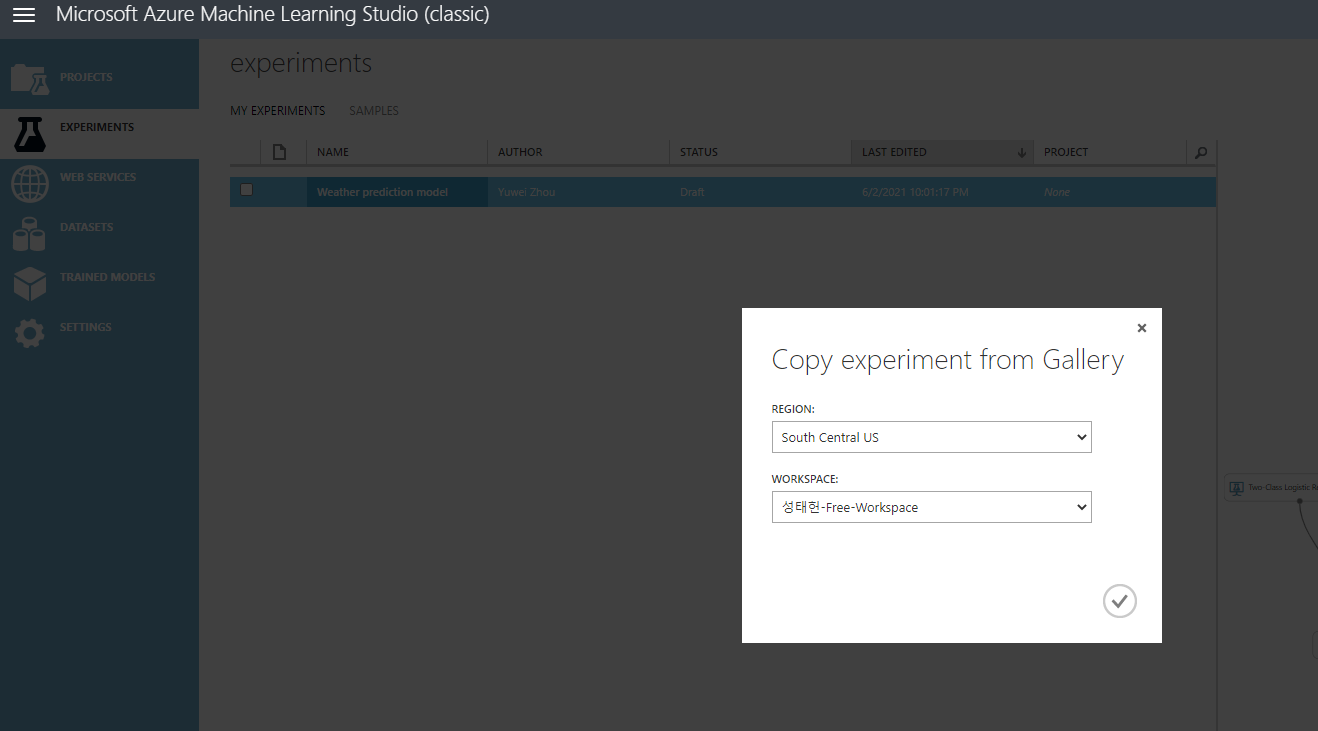 Microsoft Azure Machine Learning Studio (classic)
PROJECTS
EXPERIMENTS
WEB SERVICES
DATASETS
TRAINED MODELS
SETTINGS
experiments
MY EXPERIMENTS SAMPLES
NAME AUTHOR STATUS LAST EDITED PROJECT
Weather prediction model Yuwei Zhou Draft 6/2/2021 10:01:17 PM None
Copy experiment from Gallery
REGION:
South Central US
WORKSPACE:
성태헌-Free-Workspace
Two-Class Logistic